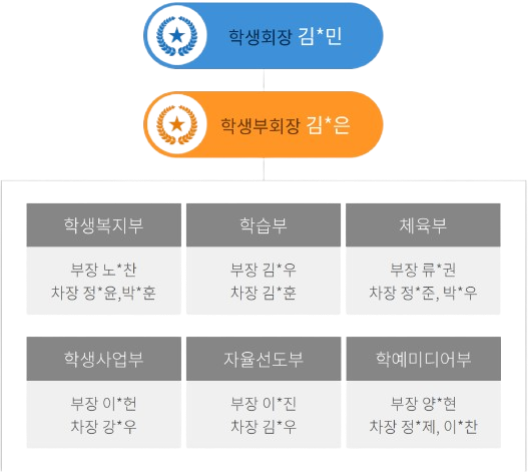 학생회장 김*민
학생부회장 김*은
학생복지부
부장 노*찬
차장 정*윤,박*훈
학습부
부장 김*우
차장 김*훈
체육부
부장 류*권
차장 정*준, 박*우
학생사업부
부장 이*헌
차장 강*우
자율선도부
부장 이*진
차장 김*우
학예미디어부
부장 양*현
차장 정*제, 이*찬